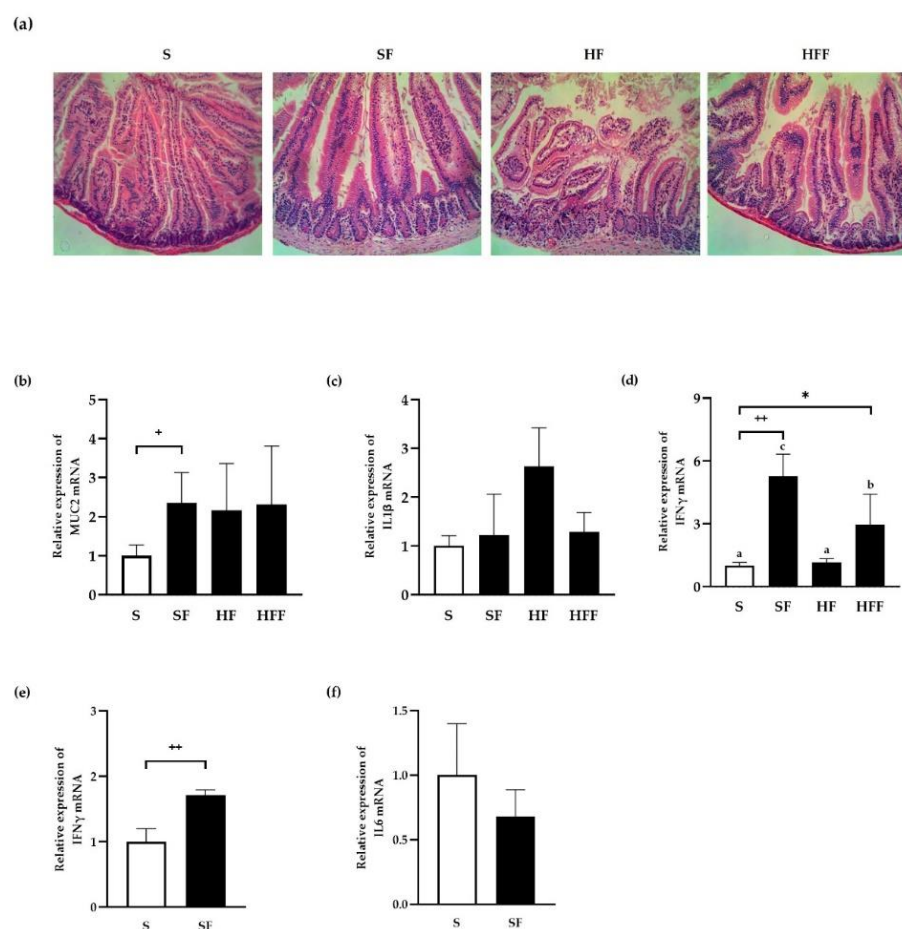 (a)
S SF HF HFF
(b)
Relative expression of
MUC2 mRNA
5
4
3
2
1
0
+
S SF HF HFF
(c)
Relative expression of
IL1β mRNA
4
3
2
1
0
S SF HF HFF
(d)
Relative expression of
IFNγ mRNA
9
6
3
0
*
++
a c a b
S SF HF HFF
(e)
Relative expression of
IFNγ mRNA
3
2
1
0
++
S SF
(f)
Relative expression of
IL6 mRNA
1.5
1.0
0.5
0.0
S SF